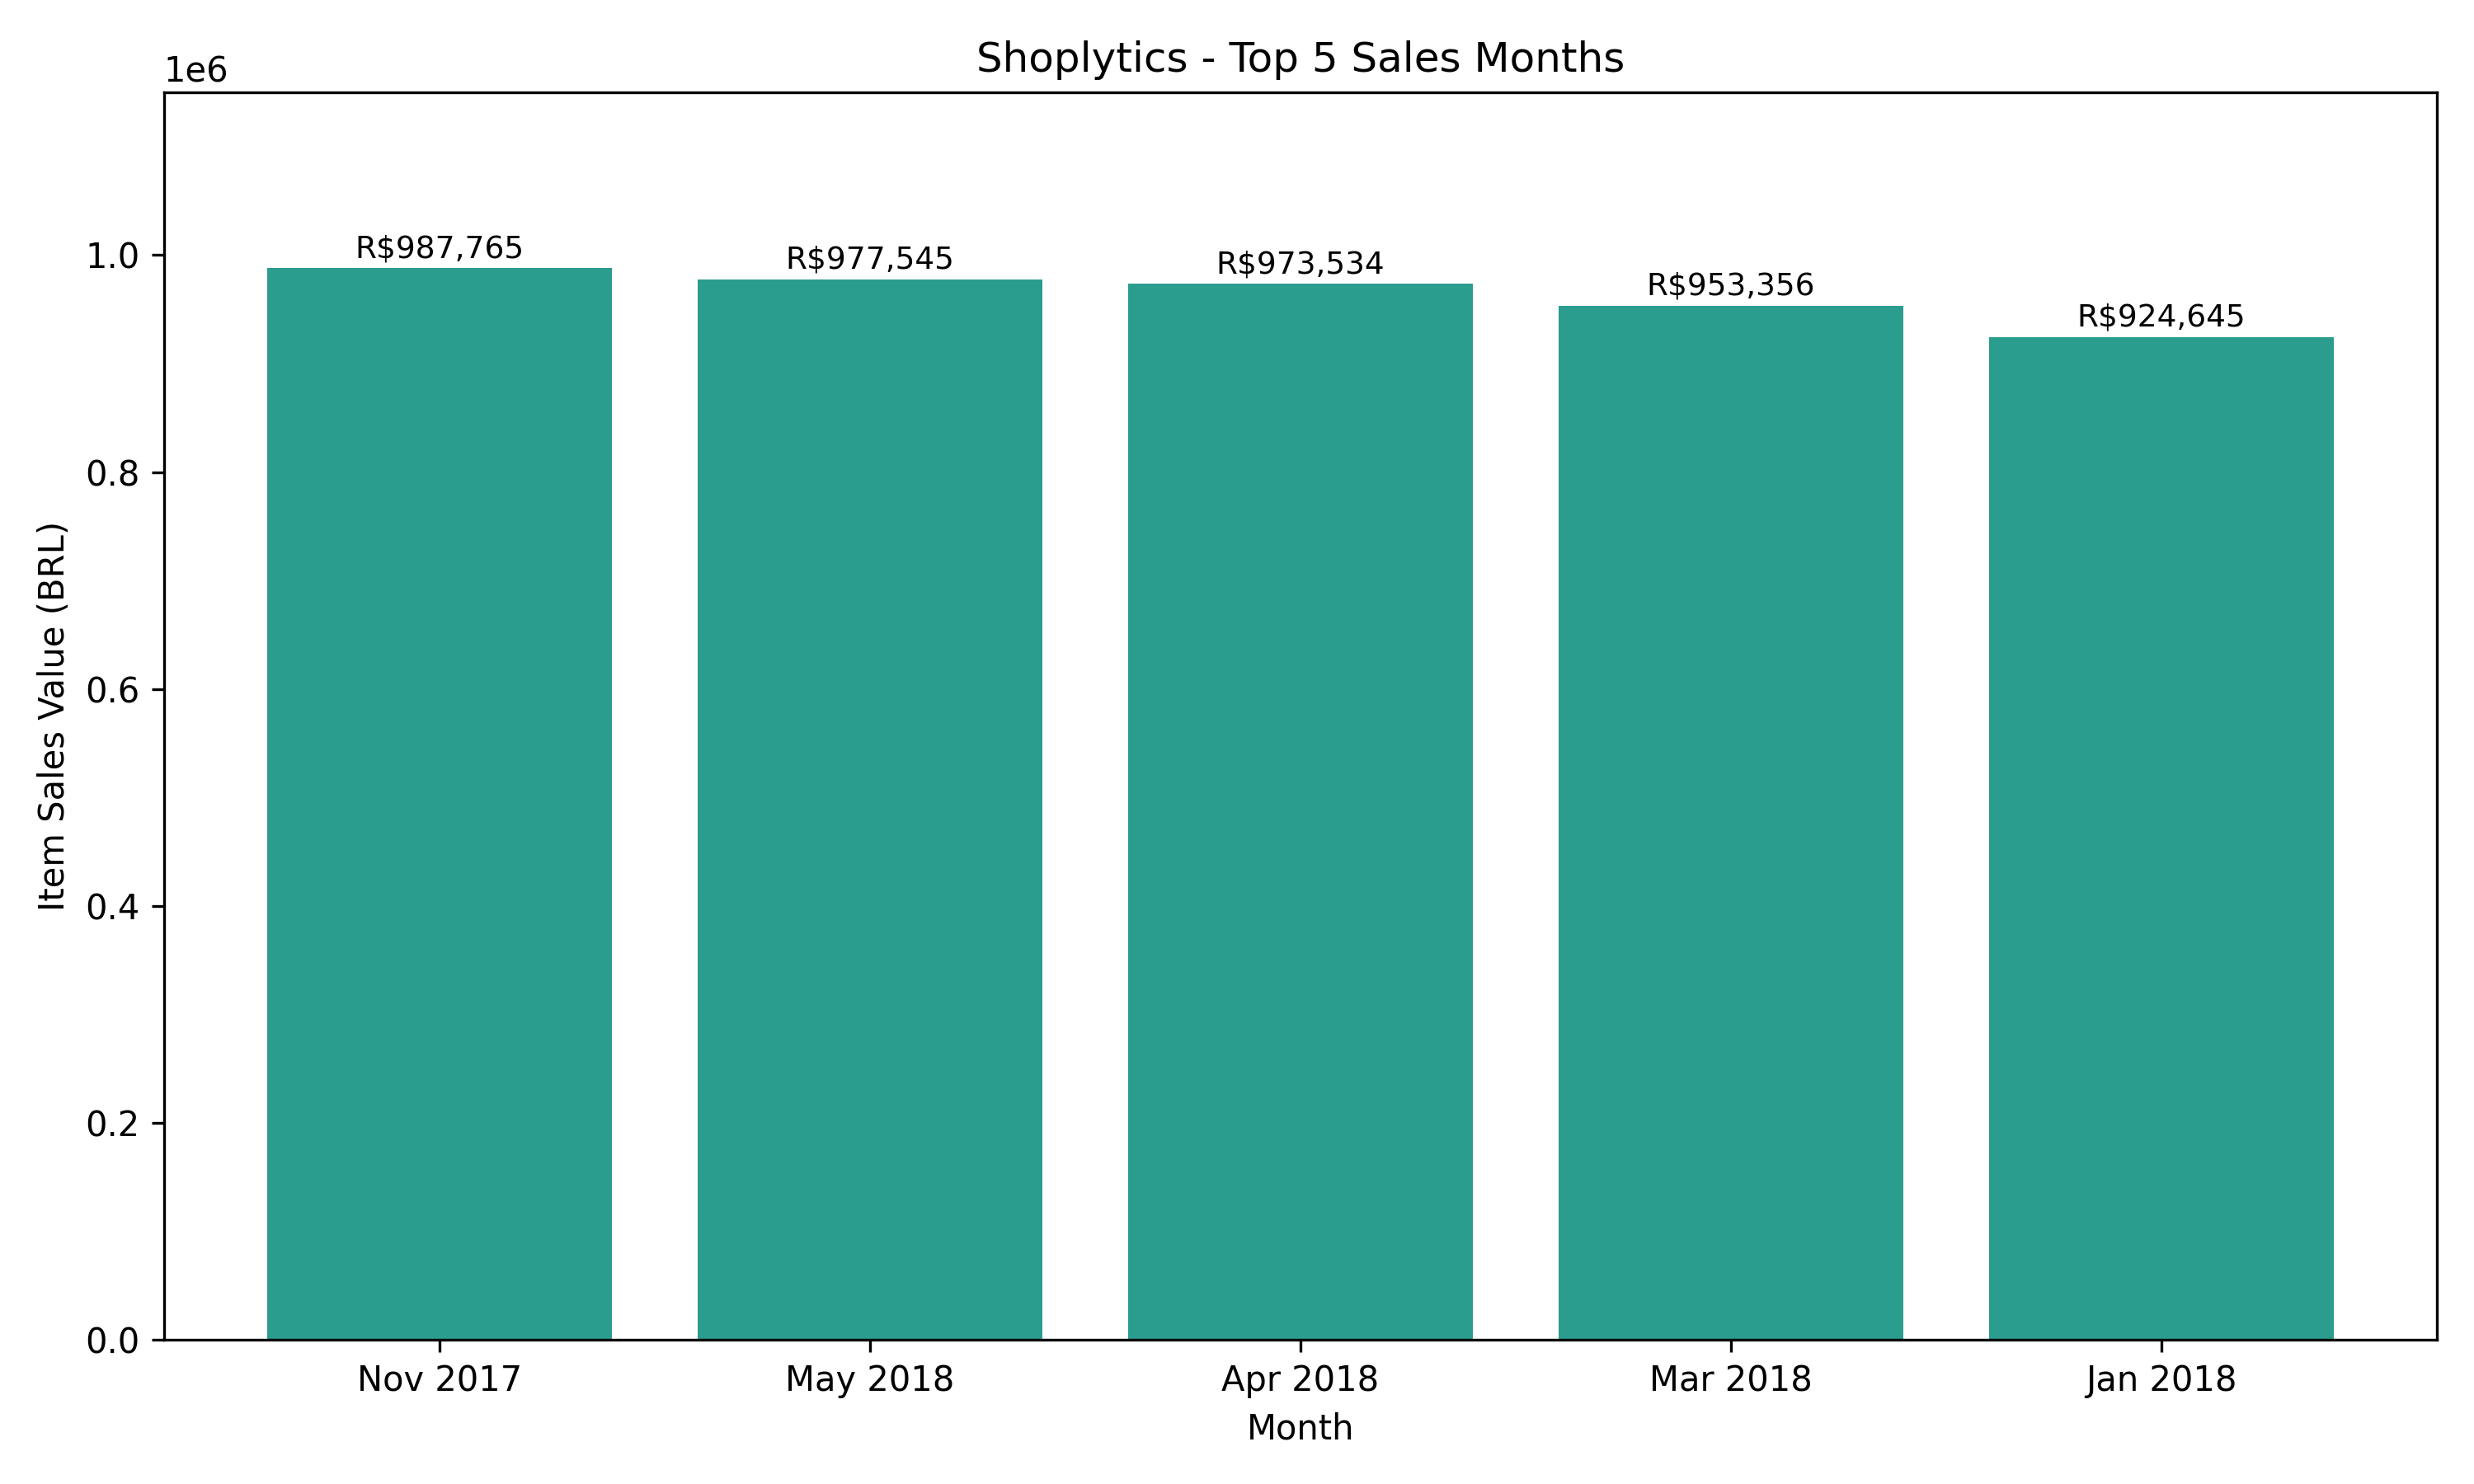 Shoplytics - Top 5 Sales Months
1e6
R$987,765
R$977,545
R$973,534
R$953,356
R$924,645
1.0
0.8
0.6
0.4
0.2
0.0
Item Sales Value (BRL)
Nov 2017
May 2018
Apr 2018
Mar 2018
Jan 2018
Month